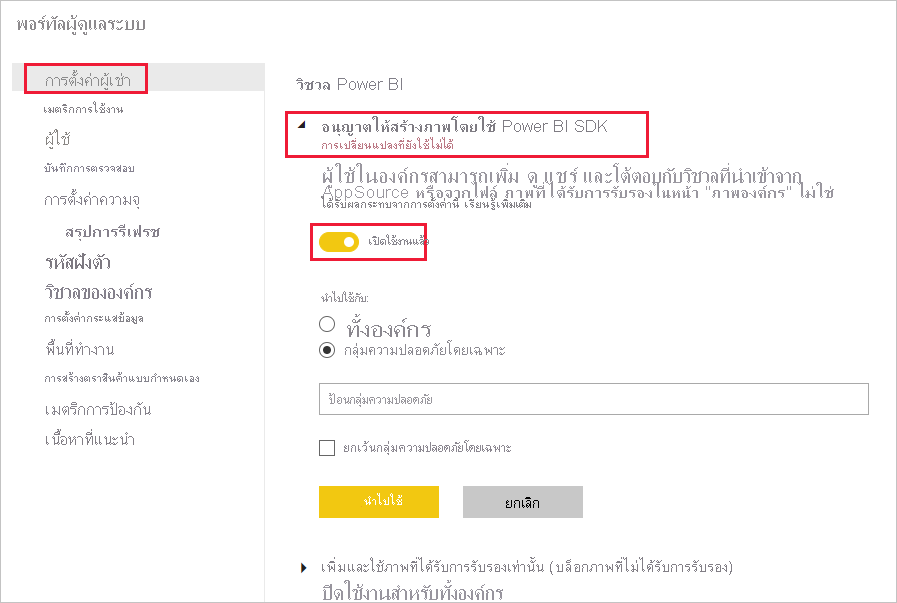 พอร์ทัลผู้ดูแลระบบ
การตั้งค่าผู้เช่า
เมตริกการใช้งาน
ผู้ใช้
บันทึกการตรวจสอบ
การตั้งค่าความจุ
สรุปการรีเฟรช
รหัสฝังตัว
วิชวลขององค์กร
การตั้งค่ากระแสข้อมูล
พื้นที่ทำงาน
การสร้างตราสินค้าแบบกำหนดเอง
เมตริกการป้องกัน
เนื้อหาที่แนะนำ
วิชวล Power BI
อนุญาตให้สร้างภาพโดยใช้ Power BI SDK
การเปลี่ยนแปลงที่ยังใช้ไม่ได้
ผู้ใช้ในองค์กรสามารถเพิ่ม ดู แชร์ และโต้ตอบกับวิชวลที่นำเข้าจาก
AppSource หรือจากไฟล์ ภาพที่ได้รับการรับรองในหน้า "ภาพองค์กร" ไม่ใช่
ได้รับผลกระทบจากการตั้งค่านี้ เรียนรู้เพิ่มเติม
เปิดใช้งานแล้ว
นำไปใช้กับ:
ทั้งองค์กร
กลุ่มความปลอดภัยโดยเฉพาะ
ป้อนกลุ่มความปลอดภัย
ยกเว้นกลุ่มความปลอดภัยโดยเฉพาะ
นำไปใช้
ยกเลิก
เพิ่มและใช้ภาพที่ได้รับการรับรองเท่านั้น (บล็อกภาพที่ไม่ได้รับการรับรอง)
ปิดใช้งานสำหรับทั้งองค์กร